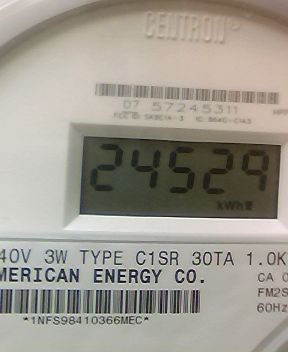 CENTRON®
07 57245311
24529
kWh
40V 3W TYPE C1SR 30TA 1.0K
MERICAN ENERGY CO.
CA 0
FM2S
60Hz
*1NFS98410366MEC*